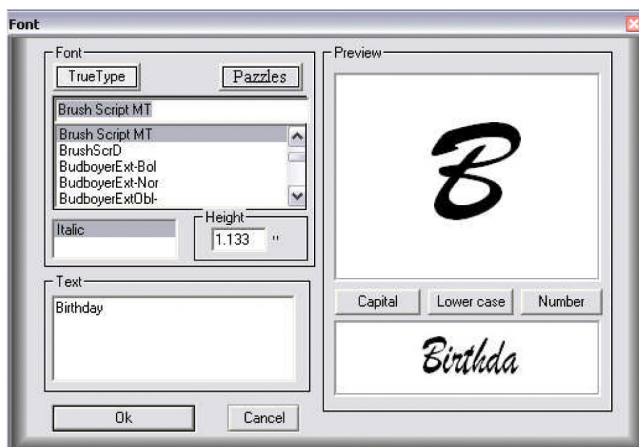 Font
Font
TrueType
Pazzles
Brush Script MT
Brush Script MT
BrushScrD
BudboyerExt-Bol
BudboyerExt-Nor
BudboyerExtObl-
Italic
Height
1.133 "
Text
Birthday
Ok
Cancel
Preview
B
Capital
Lower case
Number
Birthda